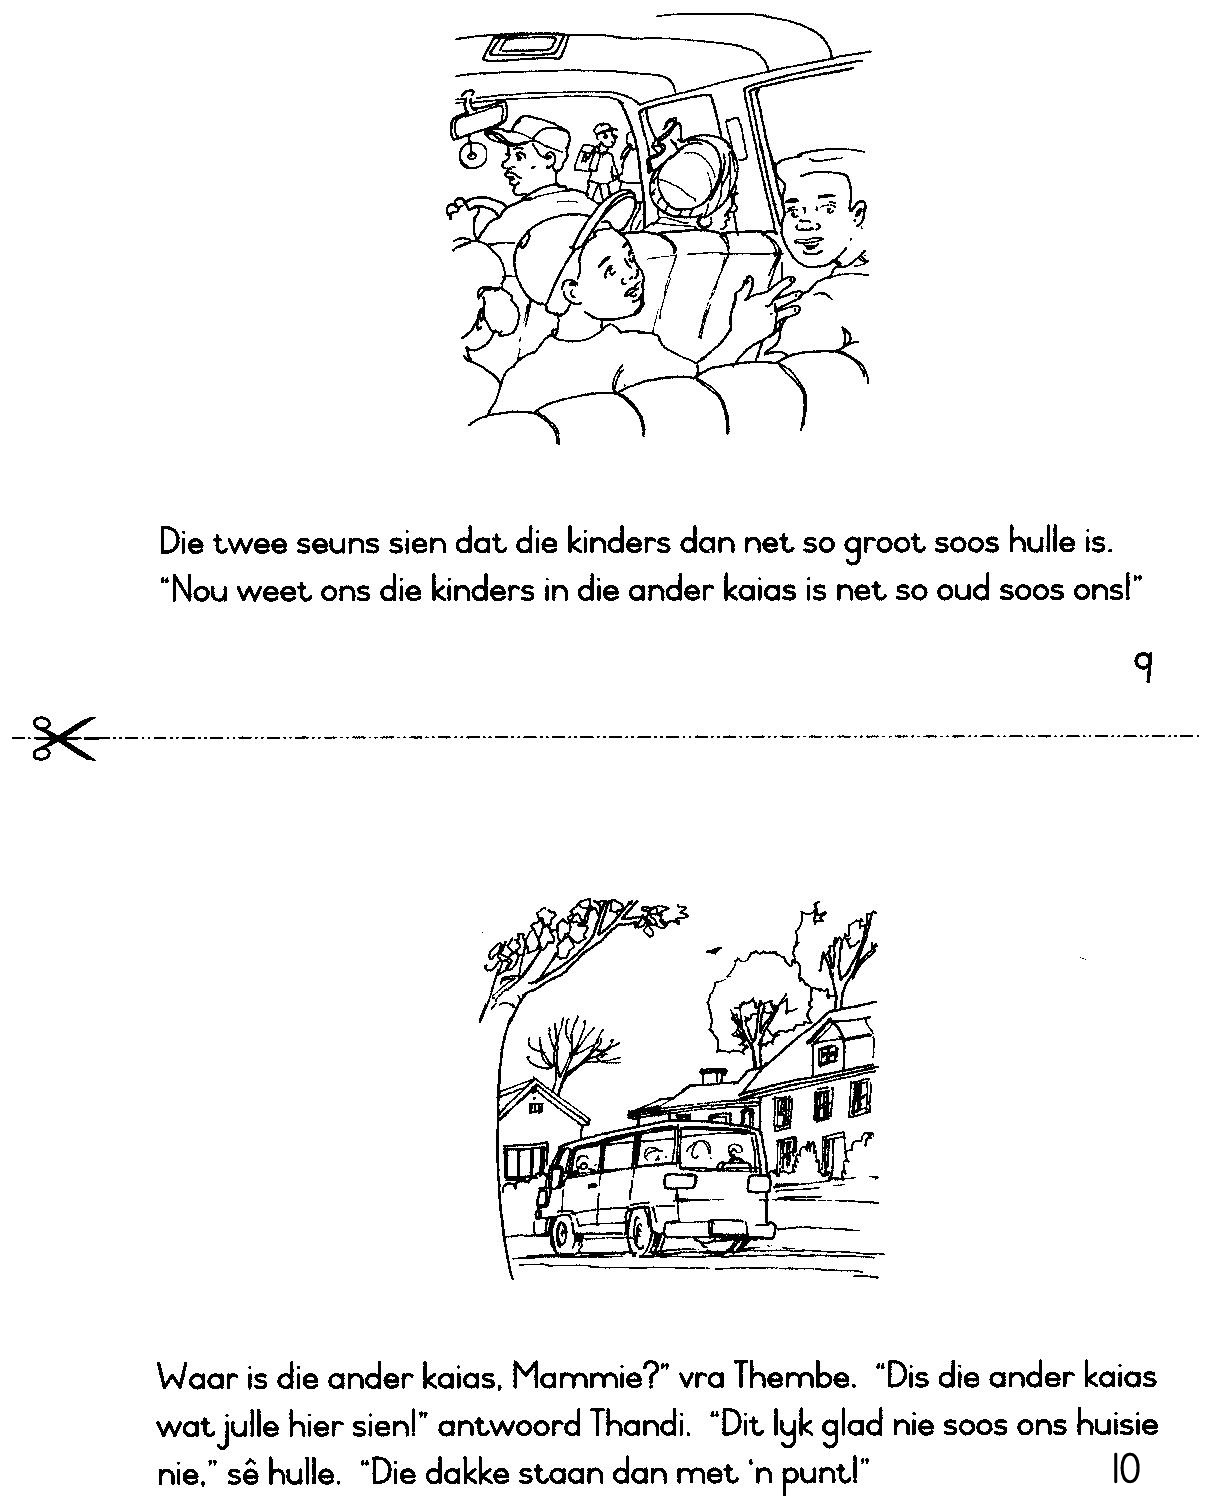 Die twee seuns sien dat die kinders dan net so groot soos hulle is.
“Nou weet ons die kinders in die ander kaias is net so oud soos ons!”
9
Waar is die ander kaias, Mammie?” vra Thembe. “Dis die ander kaias
wat julle hier sien!” antwoord Thandi. “Dit lyk glad nie soos ons huisie
nie,” sê hulle. “Die dakke staan dan met ‘n punt!”
10